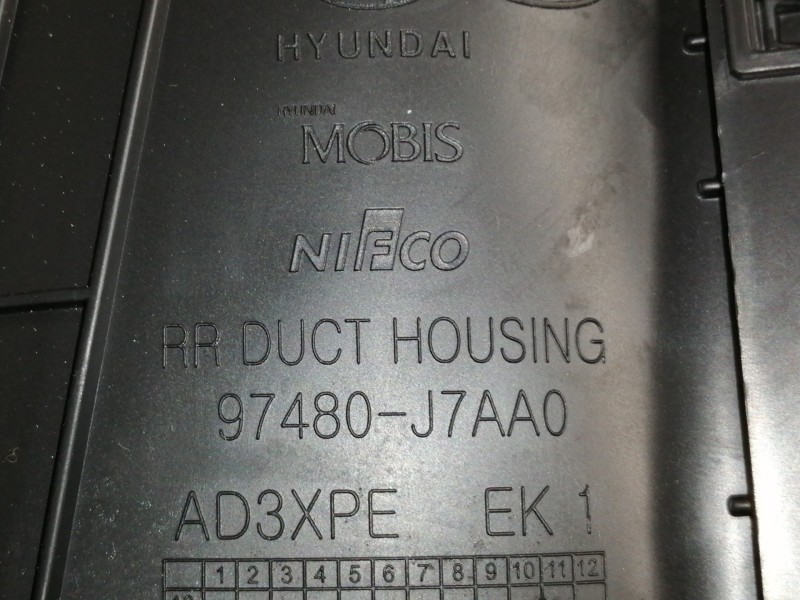 HYUNDAI
HYUNDAI
MOBIS
NIFCO
RR DUCT HOUSING
97480-J7AA0
AD3XPE EK 1
1 2 3 4 5 6 7 8 9 10 11 12